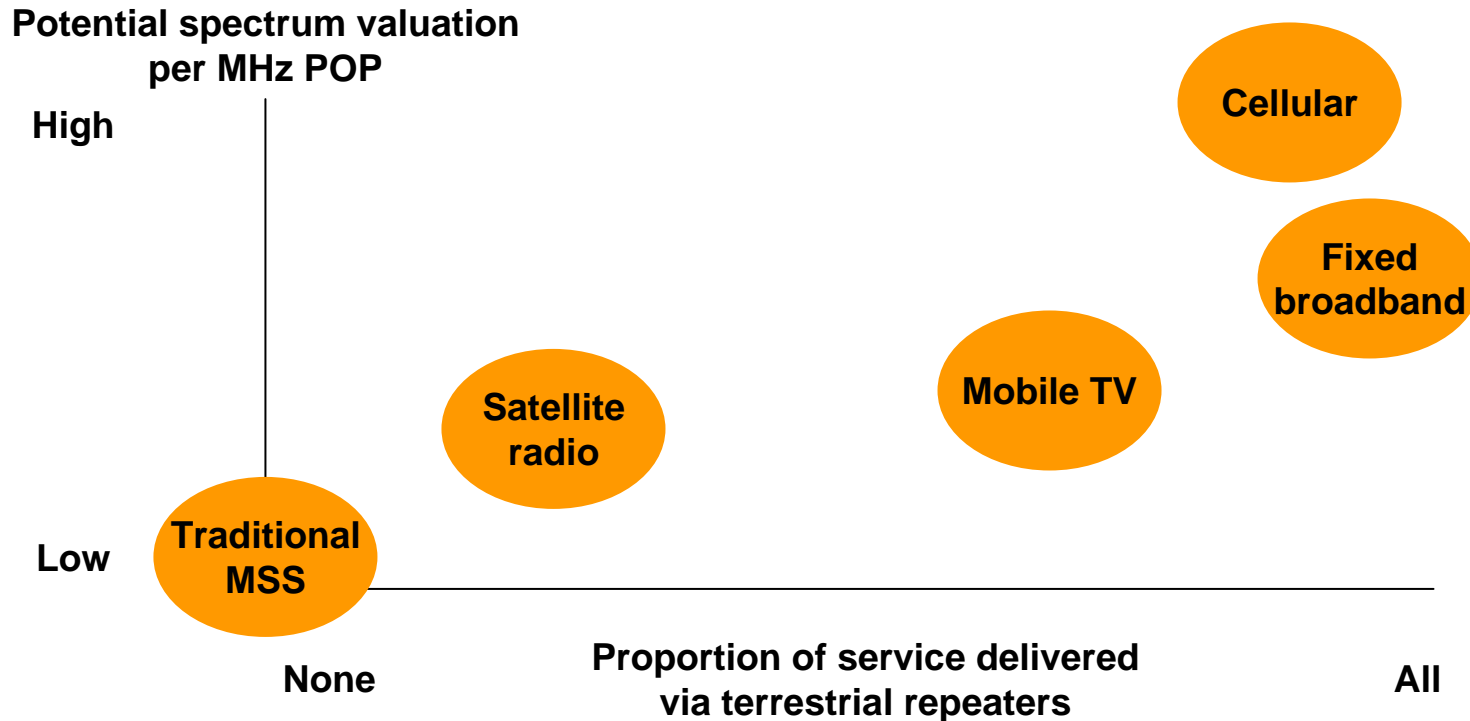 Potential spectrum valuation
per MHz POP
High
Cellular
Fixed
broadband
Mobile TV
Satellite
radio
Traditional
MSS
Low
None
Proportion of service delivered
via terrestrial repeaters
All